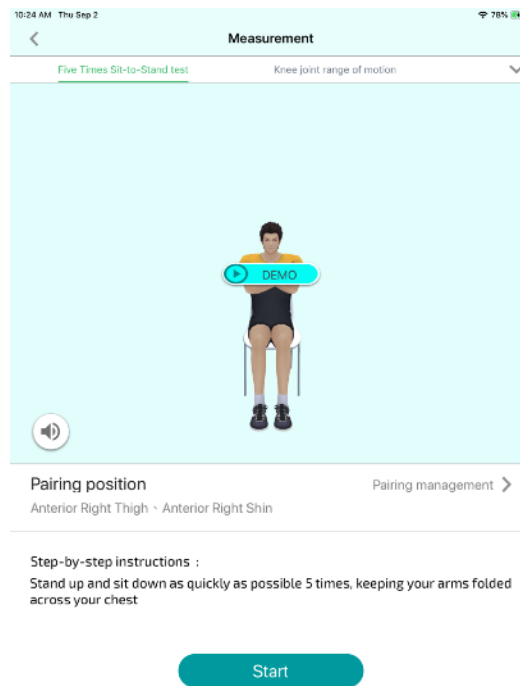 10:24 AM Thu Sep 2 78%
Measurement
Five Times Sit-to-Stand test Knee joint range of motion
DEMO
Pairing position Pairing management
Anterior Right Thigh、Anterior Right Shin
Step-by-step instructions：
Stand up and sit down as quickly as possible 5 times, keeping your arms folded
across your chest
Start